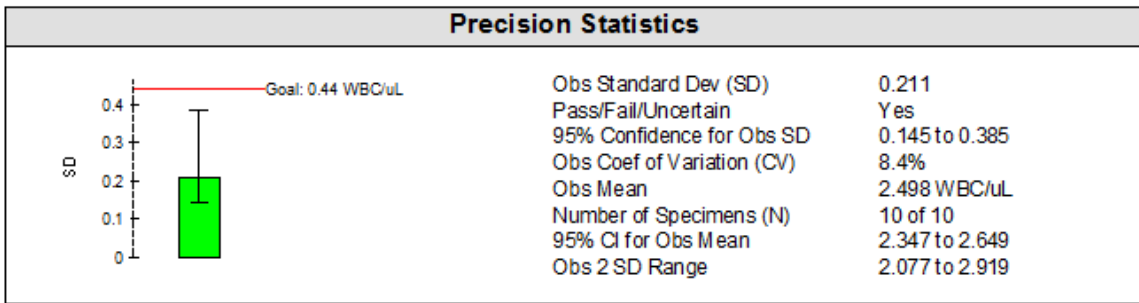 Precision Statistics
Goal: 0.44 WBC/uL
0.4
0.3
0.2
0.1
0
SD
Obs Standard Dev (SD) 0.211
Pass/Fail/Uncertain Yes
95% Confidence for Obs SD 0.145 to 0.385
Obs Coef of Variation (CV) 8.4%
Obs Mean 2.498 WBC/uL
Number of Specimens (N) 10 of 10
95% CI for Obs Mean 2.347 to 2.649
Obs 2 SD Range 2.077 to 2.919